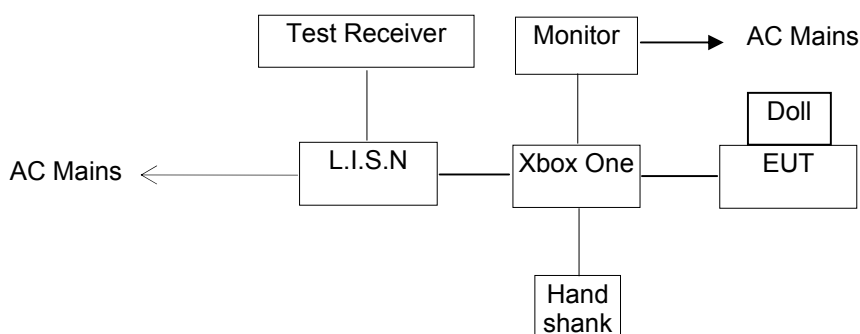 Test Receiver
Monitor
AC Mains
Doll
AC Mains
L.I.S.N
Xbox One
EUT
Hand
shank